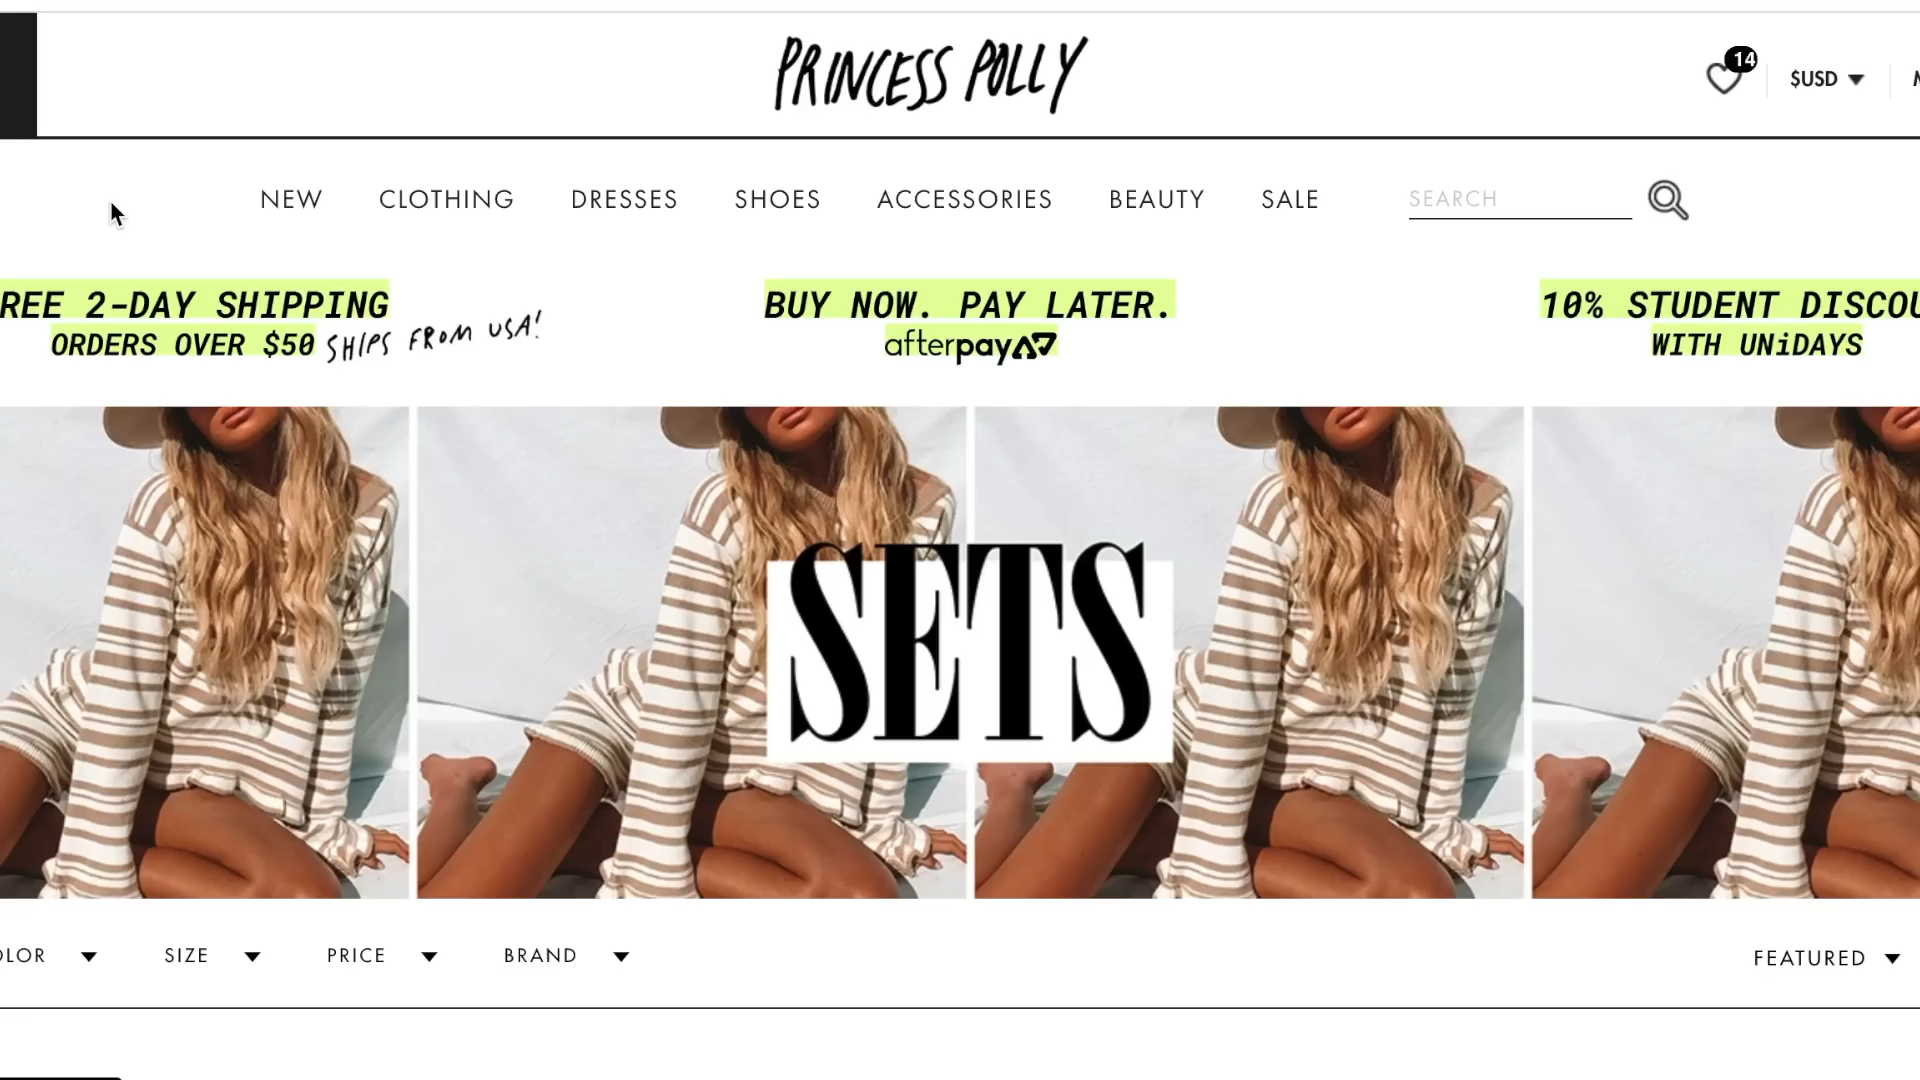 PRINCESS POLLY
14
$USD
NEW CLOTHING DRESSES SHOES ACCESSORIES BEAUTY SALE SEARCH
REE 2-DAY SHIPPING
ORDERS OVER $50 SHIPS FROM USA!
BUY NOW. PAY LATER.
afterpay
10% STUDENT DISCOU
WITH UNiDAYS
SETS
OLOR SIZE PRICE BRAND FEATURED